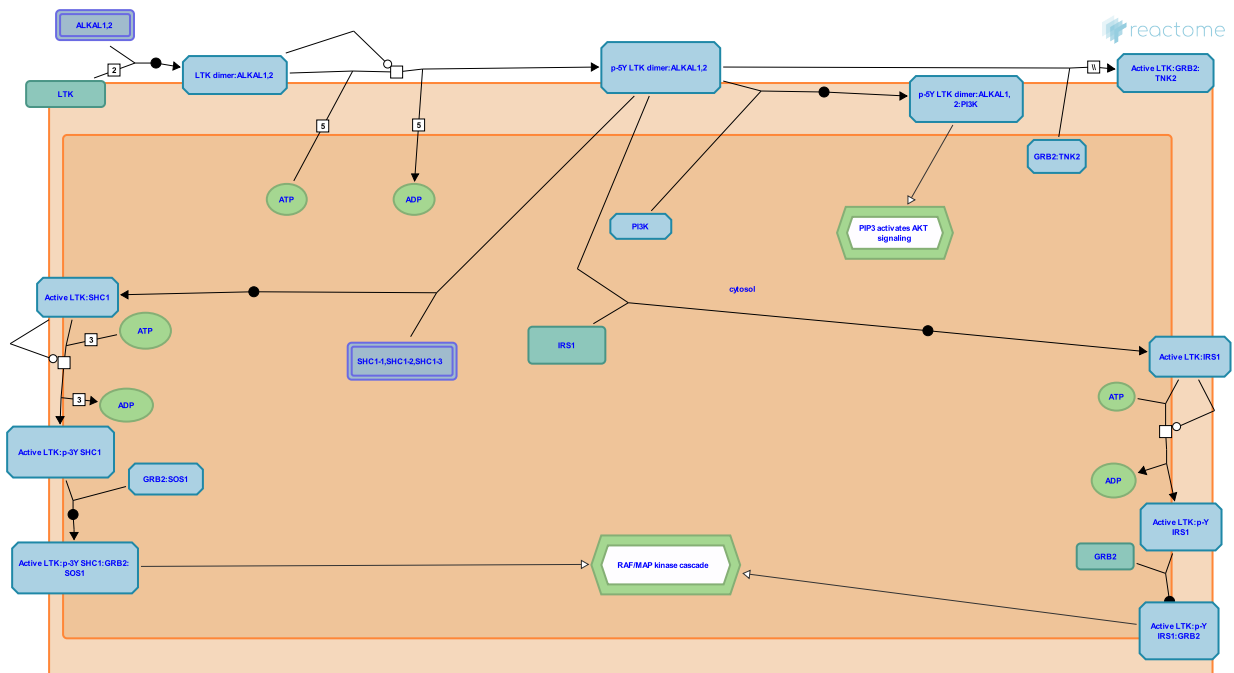 ALKAL1,2
reactome
2
LTK
LTK dimer:ALKAL1,2
p-5Y LTK dimer:ALKAL1,2
\\
Active LTK:GRB2:
TNK2
p-5Y LTK dimer:ALKAL1,
2:PI3K
5
5
GRB2:TNK2
ATP
ADP
PI3K
PIP3 activates AKT
signaling
cytosol
Active LTK:SHC1
ATP
3
SHC1-1,SHC1-2,SHC1-3
IRS1
Active LTK:IRS1
3
ADP
ATP
Active LTK:p-3Y SHC1
GRB2:SOS1
ADP
Active LTK:p-Y
IRS1
GRB2
Active LTK:p-3Y SHC1:GRB2:
SOS1
RAF/MAP kinase cascade
Active LTK:p-Y
IRS1:GRB2